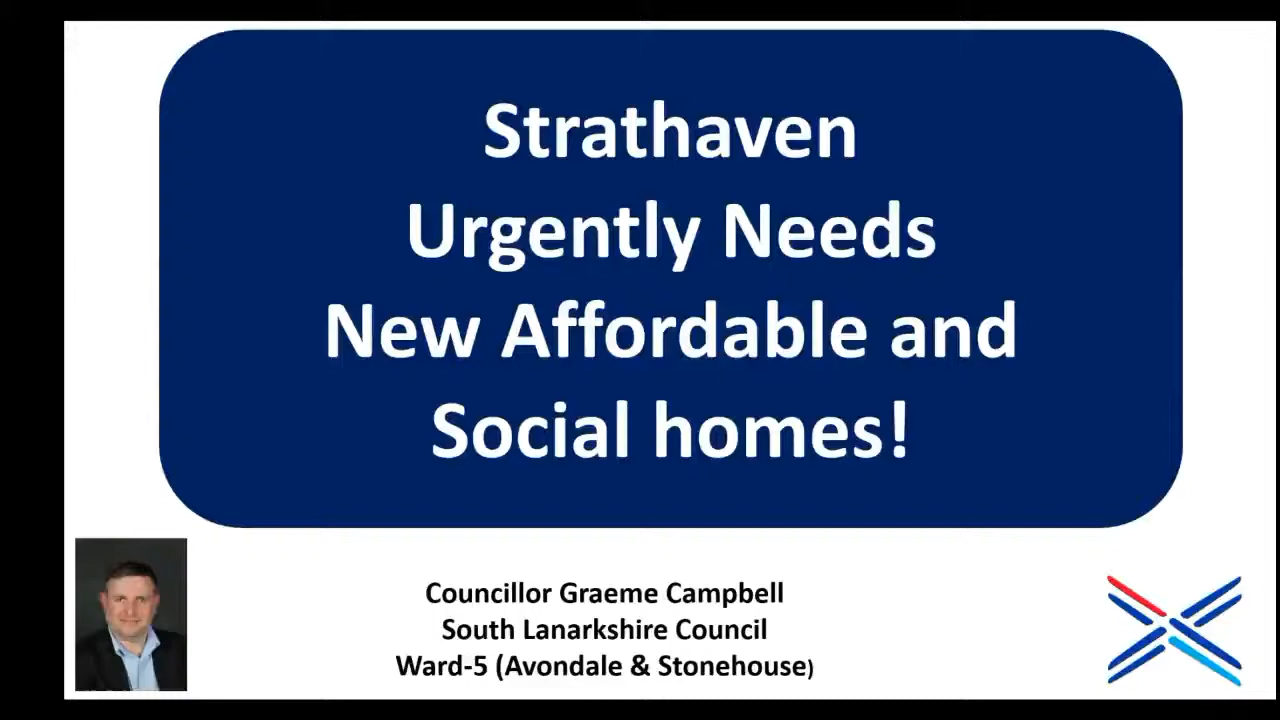 Strathaven
Urgently Needs
New Affordable and
Social homes!
Councillor Graeme Campbell
South Lanarkshire Council
Ward-5 (Avondale & Stonehouse)